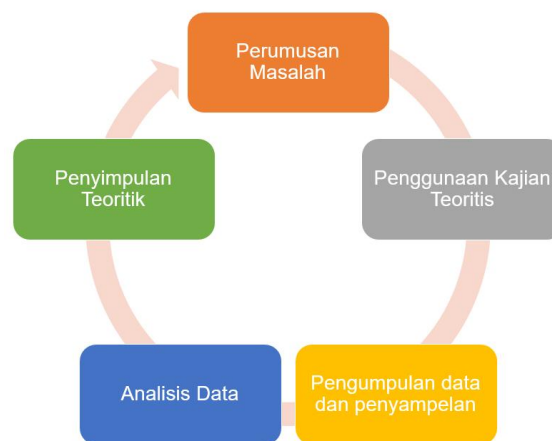 Perumusan
Masalah
Penggunaan Kajian
Teoritis
Pengumpulan data
dan penyampelan
Analisis Data
Penyimpulan
Teoritik